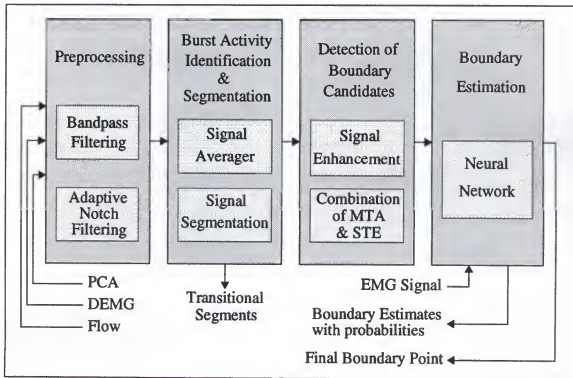 Preprocessing
Bandpass
Filtering
Adaptive
Notch
Filtering
Burst Activity
Identification
&
Segmentation
Signal
Averager
Signal
Segmentation
Detection of
Boundary
Candidates
Signal
Enhancement
Combination
of MTA
& STE
Boundary
Estimation
Neural
Network
PCA
DEMG
Flow
Transitional
Segments
EMG Signal
Boundary Estimates
with probabilities
Final Boundary Point